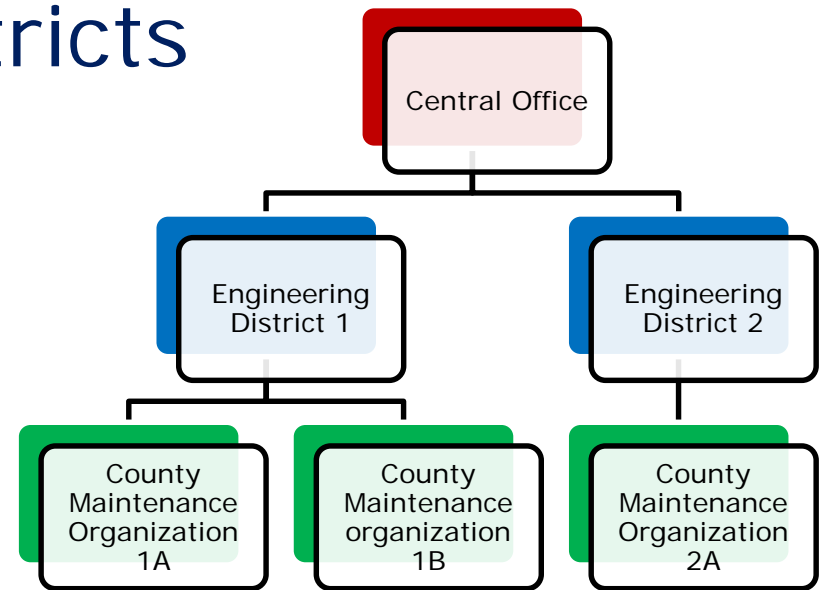 tricts
Central Office
Engineering
District 1
Engineering
District 2
County
Maintenance
Organization
1A
County
Maintenance
organization
1B
County
Maintenance
Organization
2A